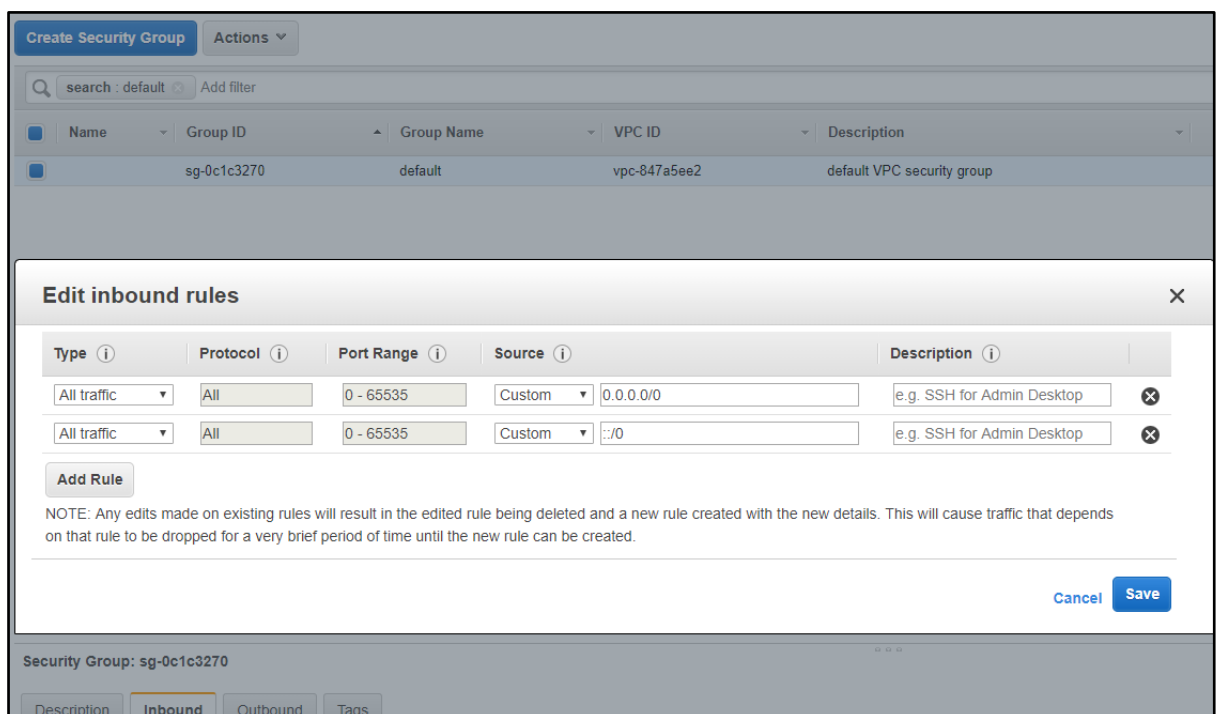 Create Security Group Actions
search : default Add filter
Name Group ID Group Name VPC ID Description
sg-0c1c3270 default vpc-847a5ee2 default VPC security group
Edit inbound rules
Type Protocol Port Range Source Description
All traffic All 0 - 65535 Custom 0.0.0.0/0 e.g. SSH for Admin Desktop
All traffic All 0 - 65535 Custom ::/0 e.g. SSH for Admin Desktop
Add Rule
NOTE: Any edits made on existing rules will result in the edited rule being deleted and a new rule created with the new details. This will cause traffic that depends
on that rule to be dropped for a very brief period of time until the new rule can be created.
Cancel Save
Security Group: sg-0c1c3270
Description Inbound Outbound Tags